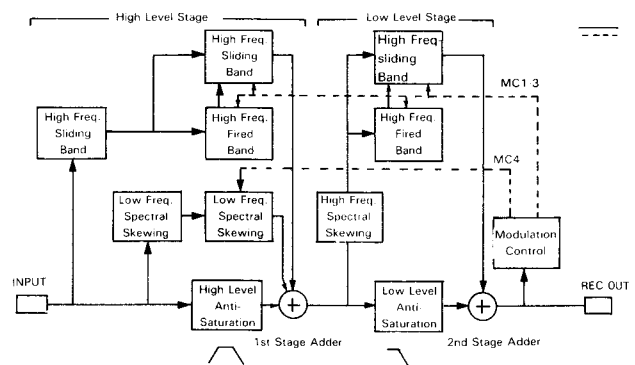 High Level Stage
Low Level Stage
High Freq.
Sliding
Band
High Freq.
sliding
Band
MC1-3
High Freq.
Sliding
Band
High Freq.
Fired
Band
High Freq.
Fired
Band
MC4
Low Freq.
Spectral
Skewing
Low Freq.
Spectral
Skewing
High Freq.
Spectral
Skewing
Modulation
Control
INPUT
High Level
Anti-
Saturation
+
Low Level
Anti-
Saturation
+
REC OUT
1st Stage Adder
2nd Stage Adder